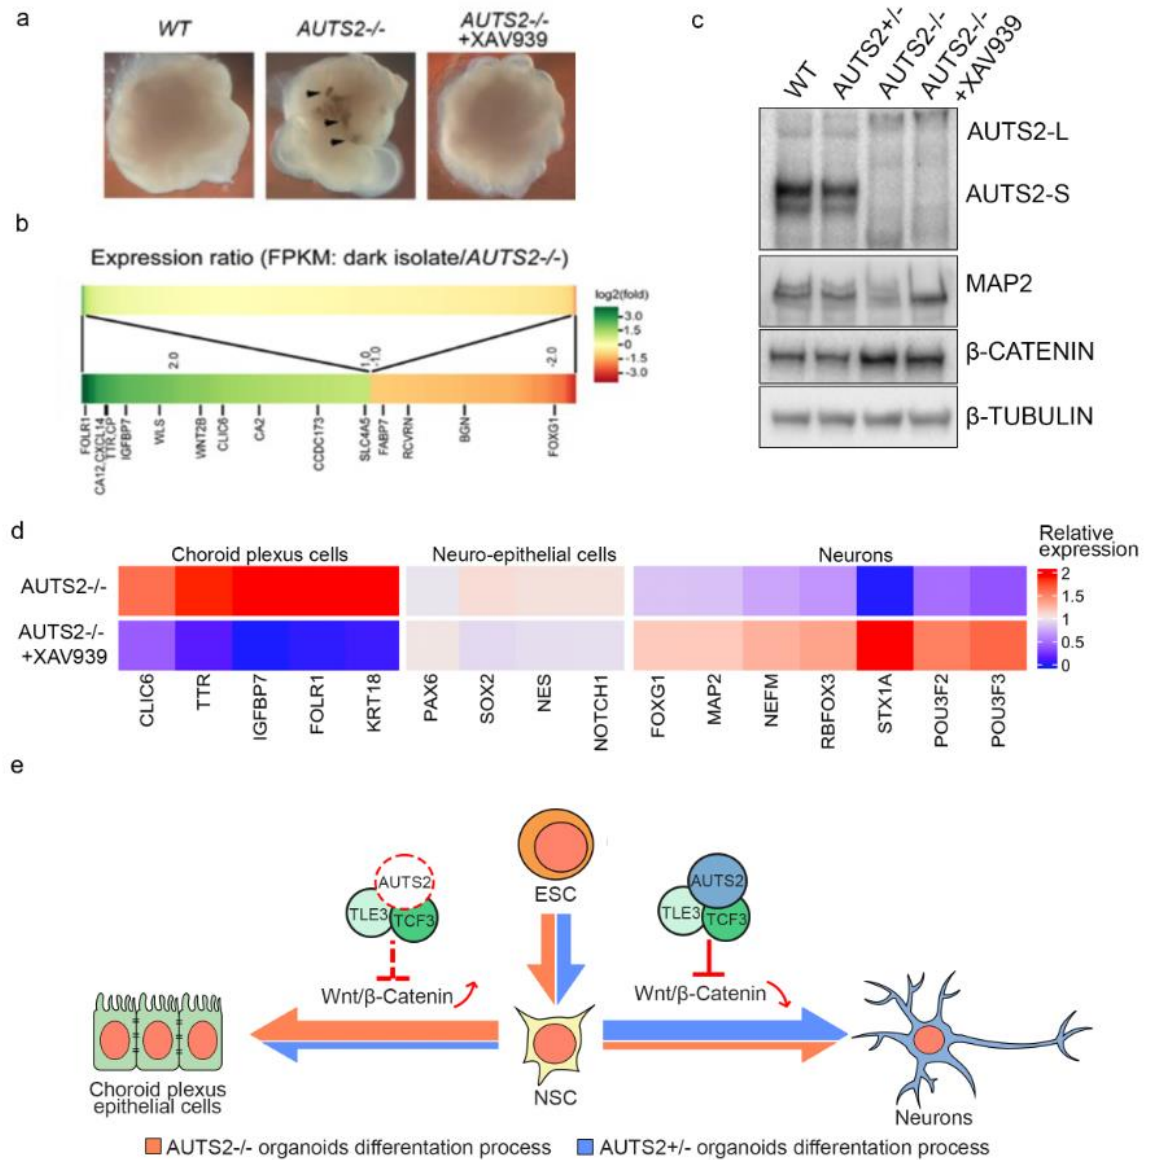 a
WT
AUTS2-/-
AUTS2-/-
+XAV939
b
Expression ratio (FPKM: dark isolate/AUTS2-/-)
log2(fold)
3.0
1.5
0
-1.5
-3.0
2.0
1.0
-1.0
-2.0
FOLR1
CA12,CXCL14
TTR,CP
IGFBP7
WLS
WNT2B
CLIC6
CA2
CCDC173
SLC4A5
FABP7
RCVRN
BGN
FOXG1
c
WT
AUTS2+/-
AUTS2-/-
AUTS2-/-
+XAV939
AUTS2-L
AUTS2-S
MAP2
β-CATENIN
β-TUBULIN
d
Choroid plexus cells
Neuro-epithelial cells
Neurons
Relative
expression
2
1.5
1
0.5
0
AUTS2-/-
AUTS2-/-
+XAV939
CLIC6
TTR
IGFBP7
FOLR1
KRT18
PAX6
SOX2
NES
NOTCH1
FOXG1
MAP2
NEFM
RBFOX3
STX1A
POU3F2
POU3F3
e
AUTS2
TLE3
TCF3
Wnt/β-Catenin
ESC
AUTS2
TLE3
TCF3
Wnt/β-Catenin
NSC
Choroid plexus
epithelial cells
Neurons
AUTS2-/- organoids differentation process
AUTS2+/- organoids differentation process